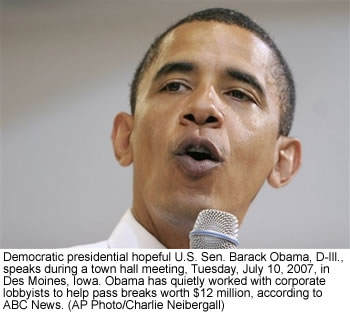 Democratic presidential hopeful U.S. Sen. Barack Obama, D-Ill.,
speaks during a town hall meeting, Tuesday, July 10, 2007, in
Des Moines, Iowa. Obama has quietly worked with corporate
lobbyists to help pass breaks worth $12 million, according to
ABC News. (AP Photo/Charlie Neibergall)